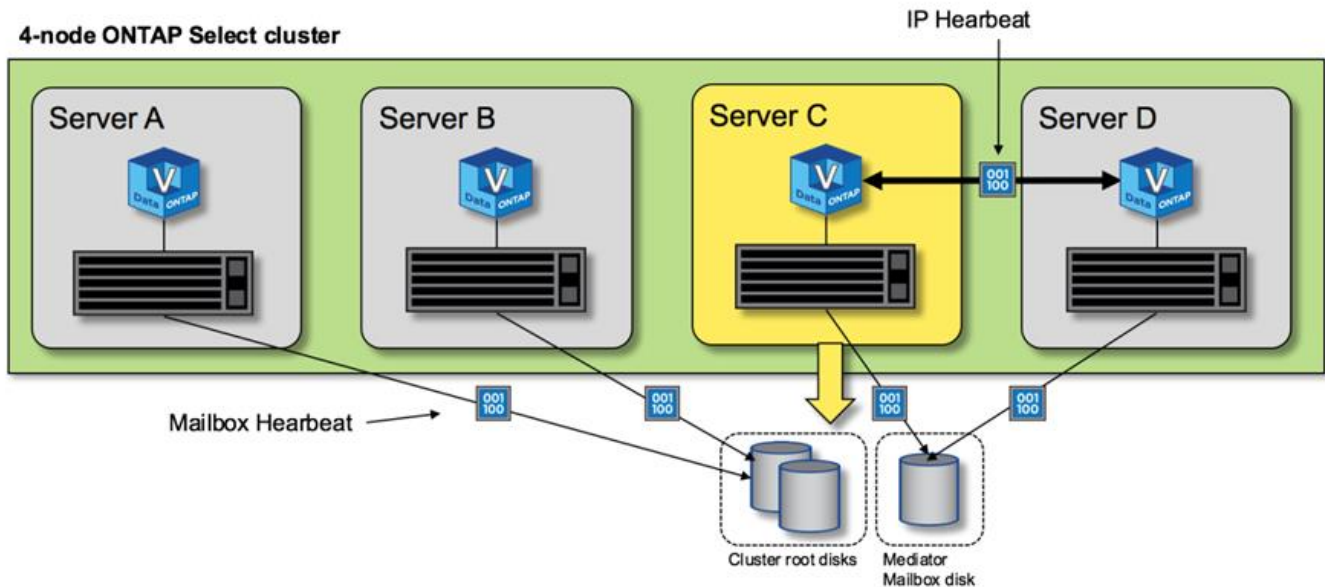 IP Hearbeat
4-node ONTAP Select cluster
Server A
Server B
Server C
Server D
V
Data ONTAP
V
Data ONTAP
V
Data ONTAP
V
Data ONTAP
001
100
001
100
001
100
001
100
001
100
Mailbox Hearbeat
Cluster root disks
Mediator
Mailbox disk